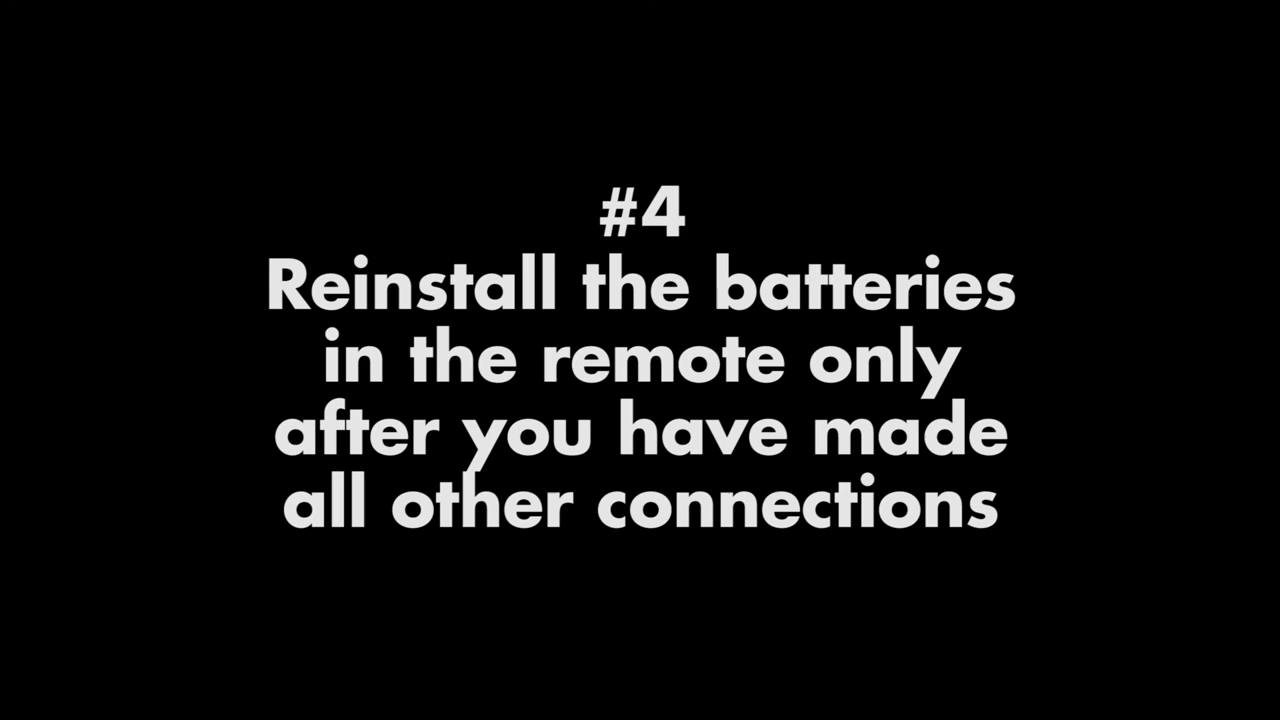 #4
Reinstall the batteries
in the remote only
after you have made
all other connections